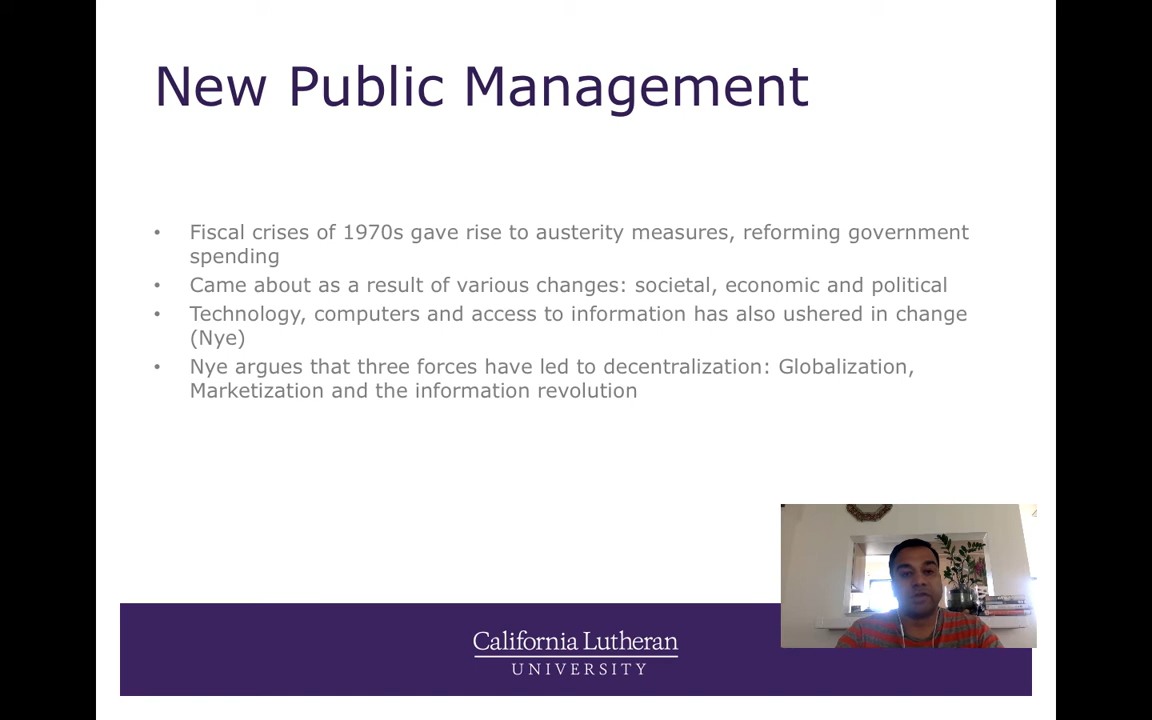 New Public Management
• Fiscal crises of 1970s gave rise to austerity measures, reforming government
spending
• Came about as a result of various changes: societal, economic and political
• Technology, computers and access to information has also ushered in change
(Nye)
• Nye argues that three forces have led to decentralization: Globalization,
Marketization and the information revolution
California Lutheran
UNIVERSITY